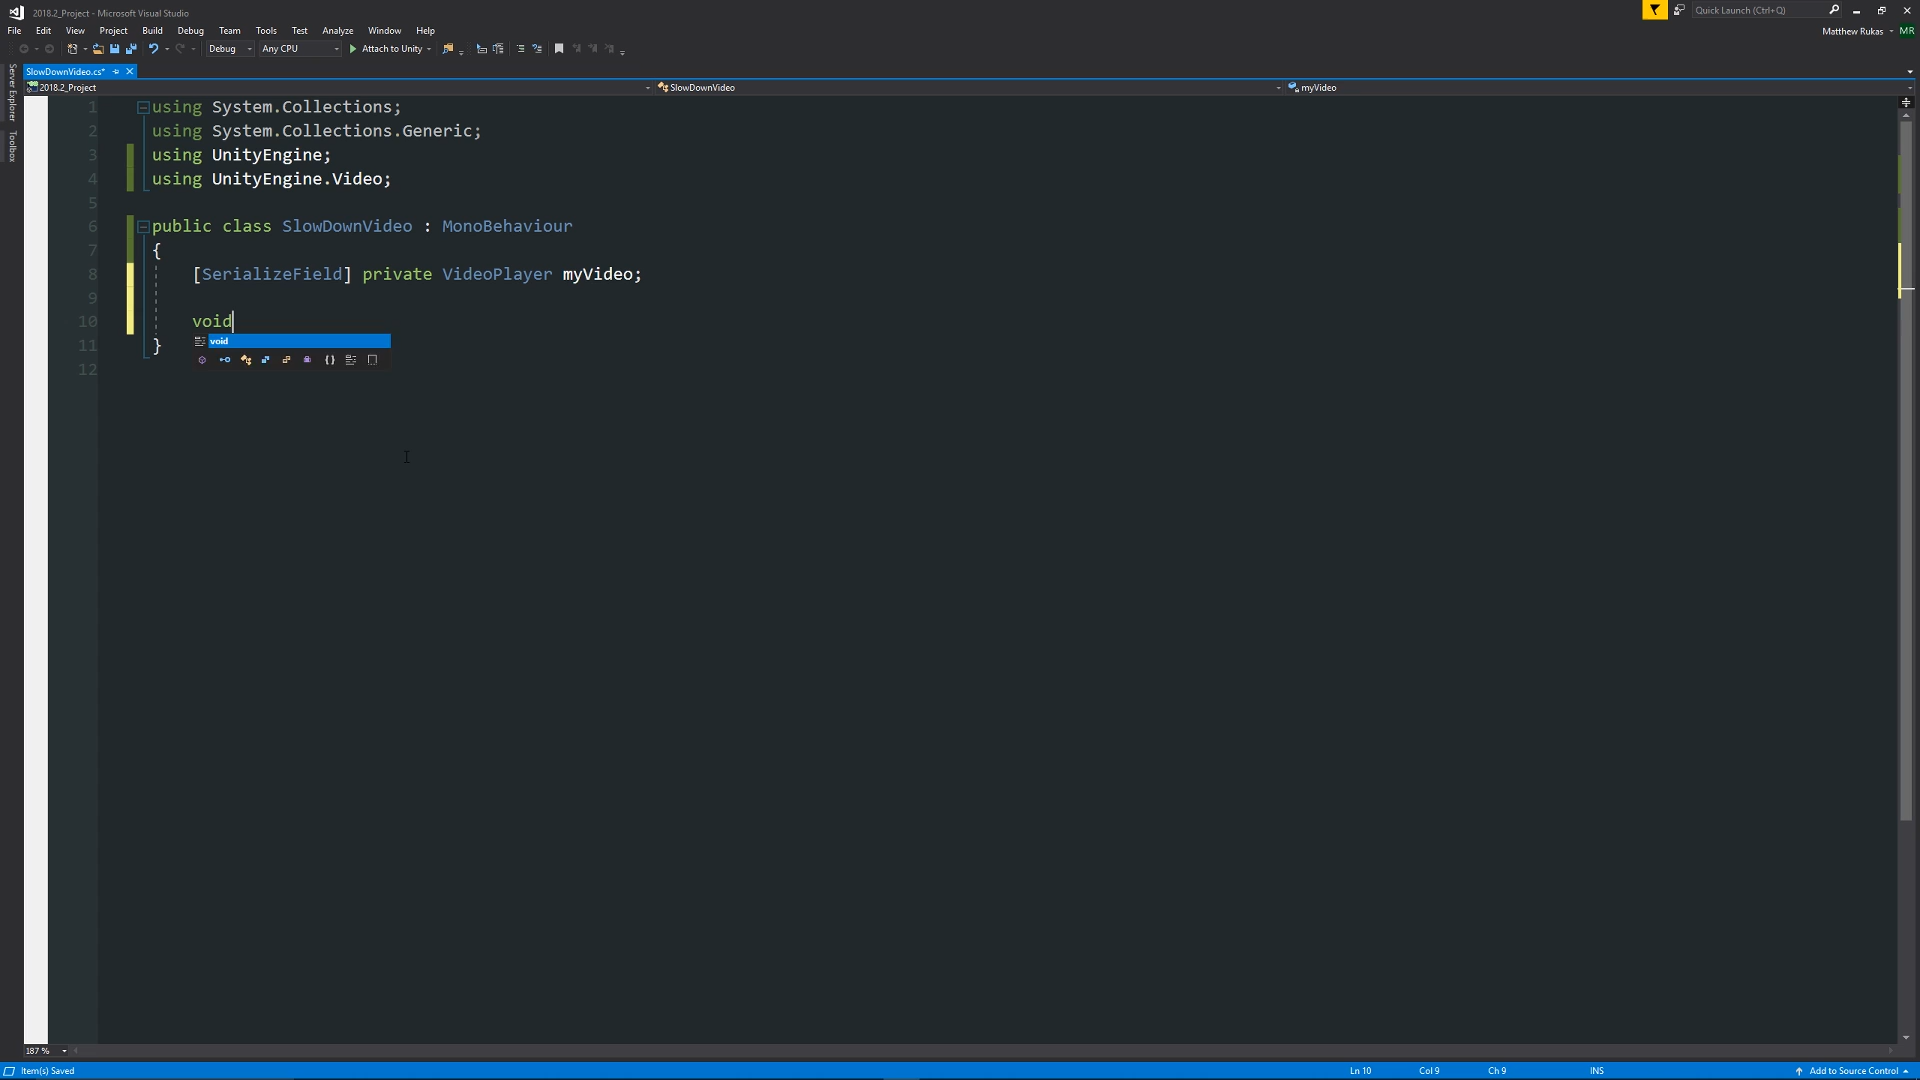 2018.2_Project - Microsoft Visual Studio
Quick Launch (Ctrl+Q)
File Edit View Project Build Debug Team Tools Test Analyze Window Help
Matthew Rukas MR
Debug Any CPU Attach to Unity
SlowDownVideo.cs*
Server Explorer
Toolbox
2018.2_Project SlowDownVideo myVideo
1 using System.Collections;
2 using System.Collections.Generic;
3 using UnityEngine;
4 using UnityEngine.Video;
5
6 public class SlowDownVideo : MonoBehaviour
7 {
8 [SerializeField] private VideoPlayer myVideo;
9
10 void
void
11 }
12
187 %
Item(s) Saved Ln 10 Col 9 Ch 9 INS Add to Source Control